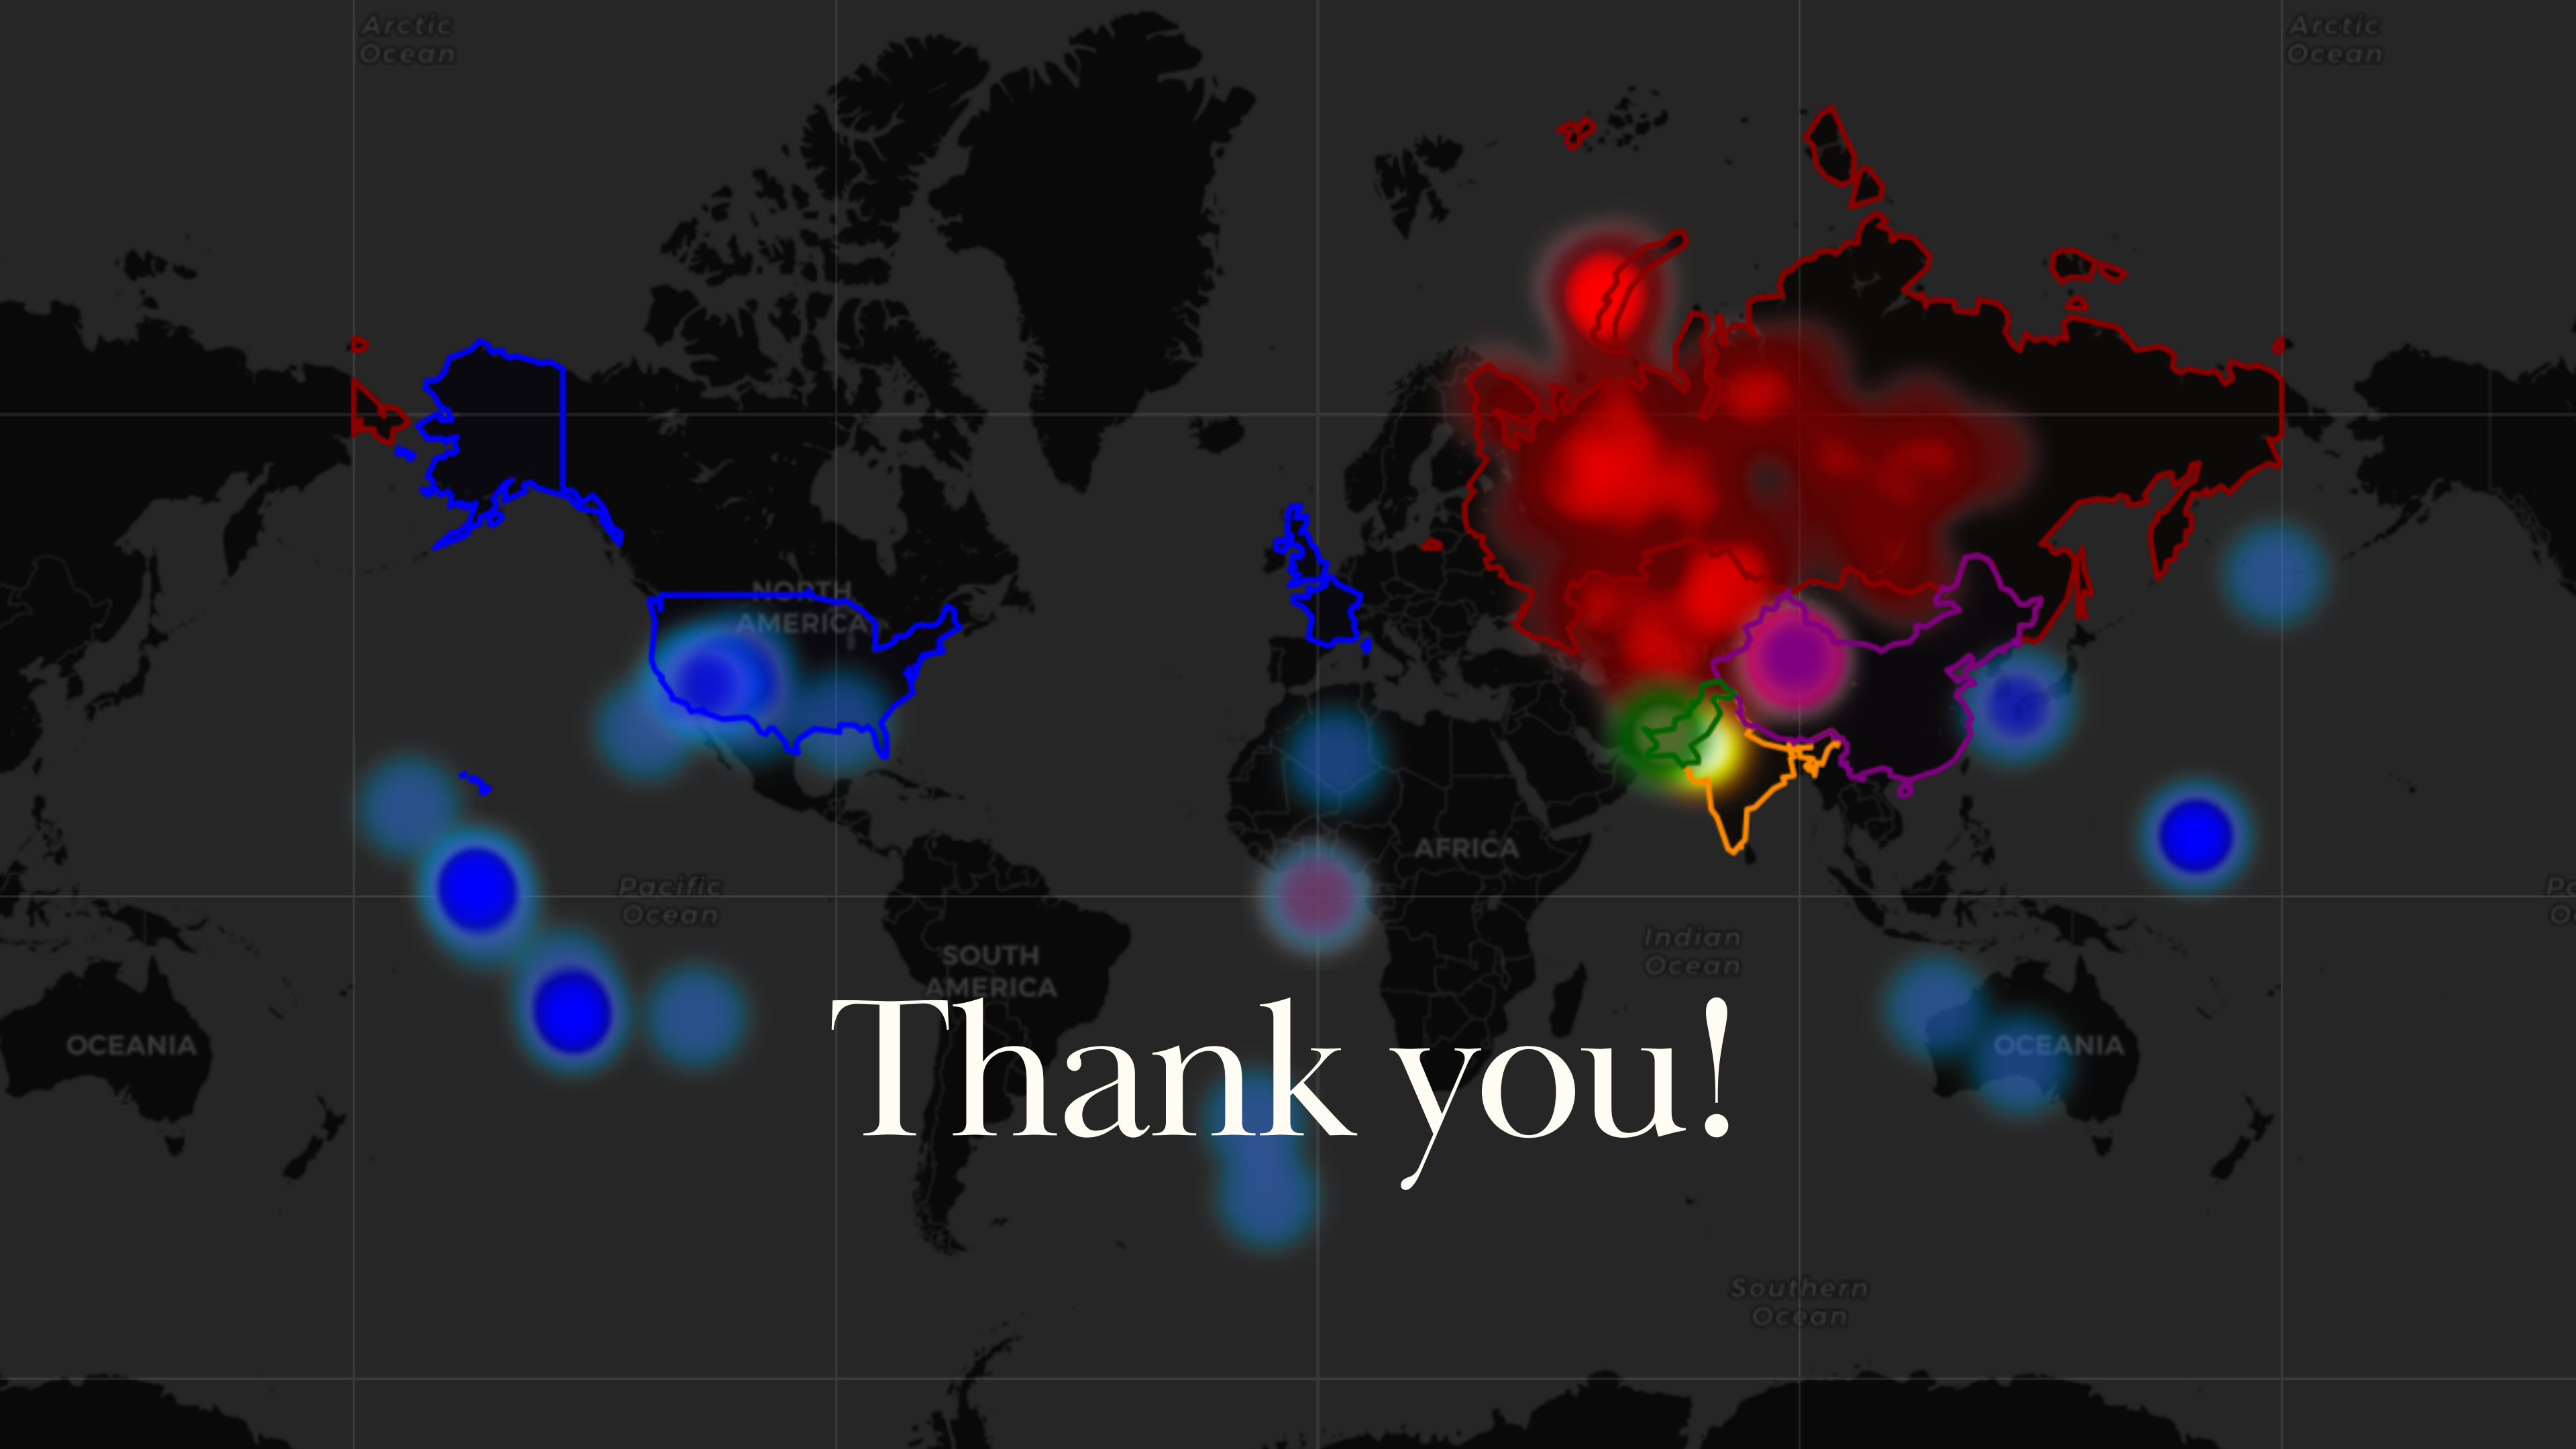 Arctic
Ocean
Arctic
Ocean
NORTH
AMERICA
AFRICA
Pacific
Ocean
Pa
O
Indian
Ocean
SOUTH
AMERICA
OCEANIA
OCEANIA
Thank you!
Southern
Ocean